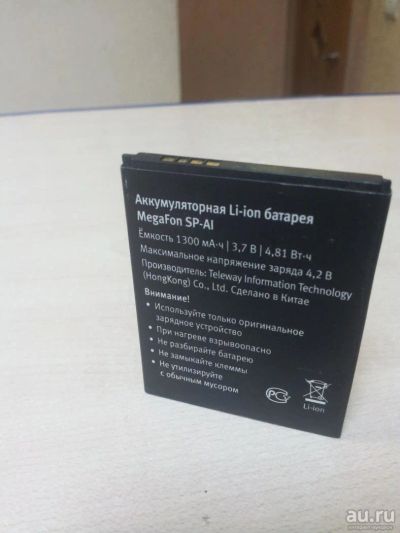 Аккумуляторная Li-ion батарея
MegaFon SP-AI
Ёмкость 1300 мА·ч | 3,7 В | 4,81 Вт·ч
Максимальное напряжение заряда 4,2 В
Производитель: Teleway Information Technology
(HongKong) Co., Ltd. Сделано в Китае
Внимание!
• Используйте только оригинальное
зарядное устройство
• При нагреве взрывоопасно
• Не разбирайте батарею
• Не замыкайте клеммы
• Не утилизируйте
с обычным мусором
РС
Li-ion
au.ru